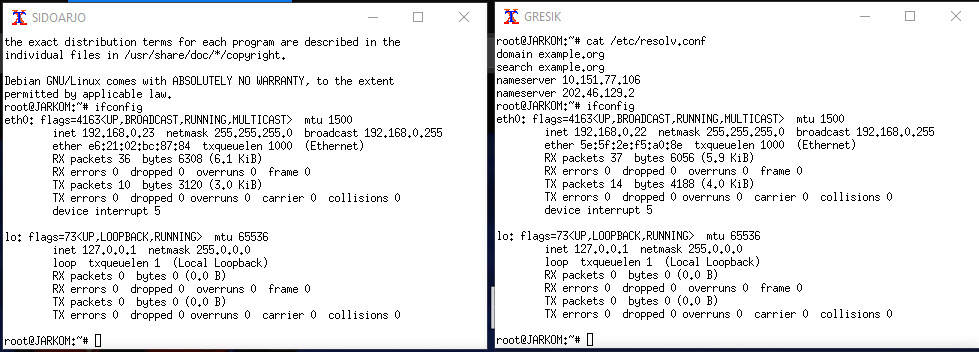 SIDOARJO
the exact distribution terms for each program are described in the
individual files in /usr/share/doc/*/copyright.
Debian GNU/Linux comes with ABSOLUTELY NO WARRANTY, to the extent
permitted by applicable law.
root@JARKOM:~# ifconfig
eth0: flags=4163<UP,BROADCAST,RUNNING,MULTICAST>  mtu 1500
        inet 192.168.0.23  netmask 255.255.255.0  broadcast 192.168.0.255
        ether e6:21:02:bc:87:84  txqueuelen 1000  (Ethernet)
        RX packets 36  bytes 6308 (6.1 KiB)
        RX errors 0  dropped 0  overruns 0  frame 0
        TX packets 10  bytes 3120 (3.0 KiB)
        TX errors 0  dropped 0 overruns 0  carrier 0  collisions 0
        device interrupt 5
lo: flags=73<UP,LOOPBACK,RUNNING>  mtu 65536
        inet 127.0.0.1  netmask 255.0.0.0
        loop  txqueuelen 1  (Local Loopback)
        RX packets 0  bytes 0 (0.0 B)
        RX errors 0  dropped 0  overruns 0  frame 0
        TX packets 0  bytes 0 (0.0 B)
        TX errors 0  dropped 0 overruns 0  carrier 0  collisions 0
root@JARKOM:~#
GRESIK
root@JARKOM:~# cat /etc/resolv.conf
domain example.org
search example.org
nameserver 10.151.77.106
nameserver 202.46.129.2
root@JARKOM:~# ifconfig
eth0: flags=4163<UP,BROADCAST,RUNNING,MULTICAST>  mtu 1500
        inet 192.168.0.22  netmask 255.255.255.0  broadcast 192.168.0.255
        ether 5e:5f:2e:f5:a0:8e  txqueuelen 1000  (Ethernet)
        RX packets 37  bytes 6056 (5.9 KiB)
        RX errors 0  dropped 0  overruns 0  frame 0
        TX packets 14  bytes 4188 (4.0 KiB)
        TX errors 0  dropped 0 overruns 0  carrier 0  collisions 0
        device interrupt 5
lo: flags=73<UP,LOOPBACK,RUNNING>  mtu 65536
        inet 127.0.0.1  netmask 255.0.0.0
        loop  txqueuelen 1  (Local Loopback)
        RX packets 0  bytes 0 (0.0 B)
        RX errors 0  dropped 0  overruns 0  frame 0
        TX packets 0  bytes 0 (0.0 B)
        TX errors 0  dropped 0 overruns 0  carrier 0  collisions 0
root@JARKOM:~#